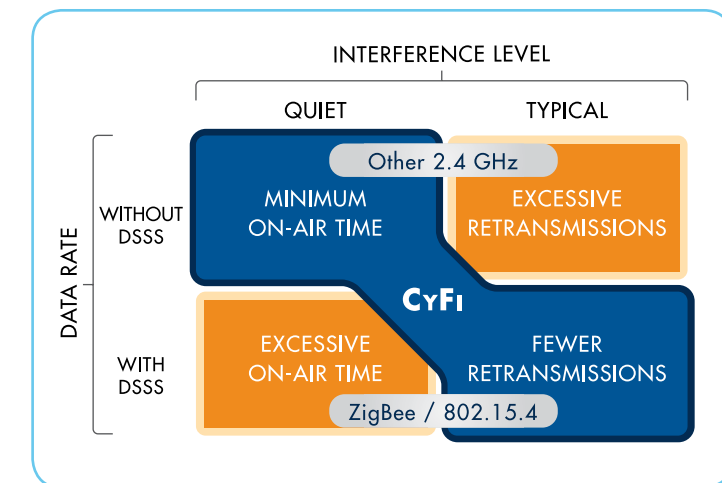 INTERFERENCE LEVEL
QUIET
TYPICAL
DATA RATE
WITHOUT
DSSS
WITH
DSSS
Other 2.4 GHz
MINIMUM
ON-AIR TIME
EXCESSIVE
RETRANSMISSIONS
CYFI
EXCESSIVE
ON-AIR TIME
FEWER
RETRANSMISSIONS
ZigBee / 802.15.4